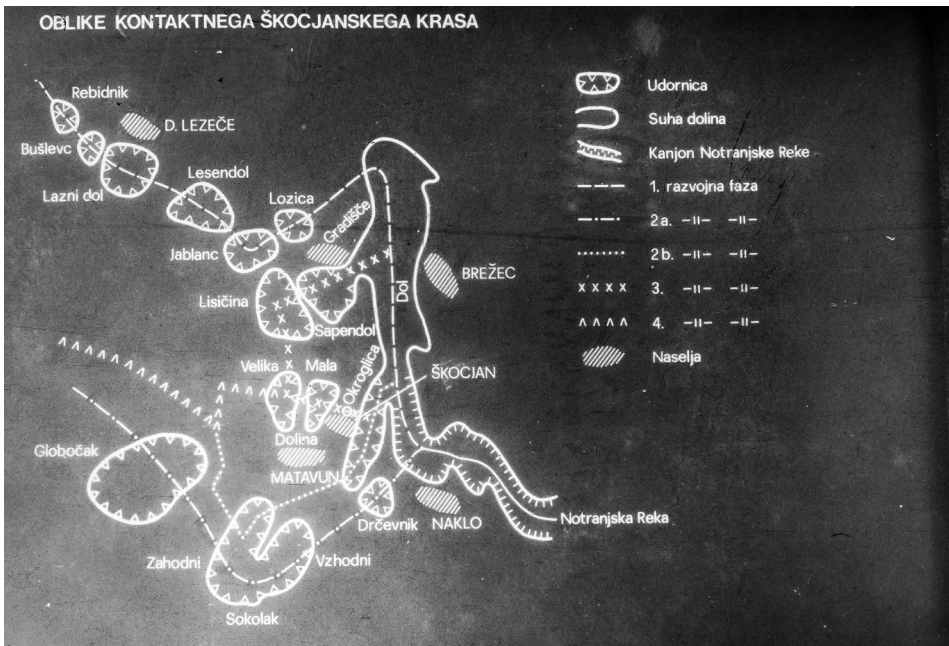 OBLIKE KONTAKTNEGA ŠKOCJANSKEGA KRASA
Rebidnik
D. LEZEČE
Bušlevc
Lazni dol
Lesendol
Lozica
Gradišče
Jablanc
Lisičina
Sapendol
Dol
BREŽEC
Velika
Mala
Okroglica
ŠKOCJAN
Dolina
MATAVUN
Globočak
Drčevnik
NAKLO
Notranjska Reka
Zahodni
Vzhodni
Sokolak
Udornica
Suha dolina
Kanjon Notranjske Reke
1. razvojna faza
2a. -II- -II-
2b. -II- -II-
3. -II- -II-
4. -II- -II-
Naselja